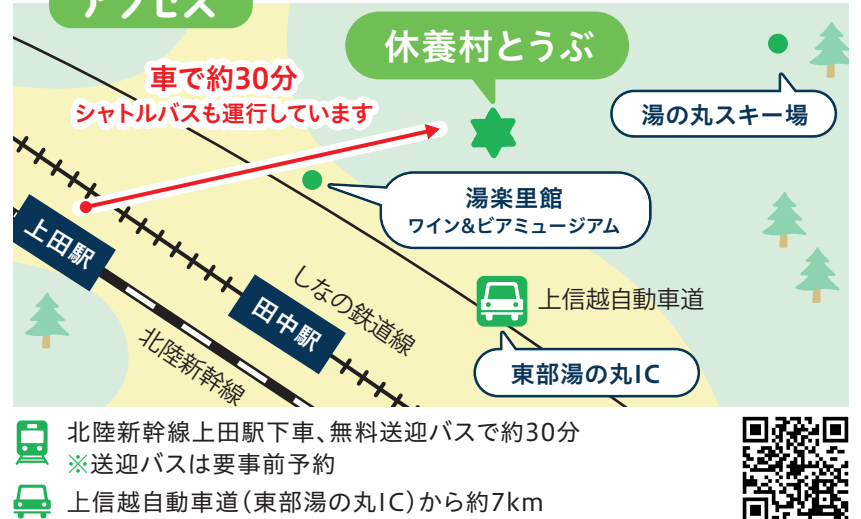 アクセス
休養村とうぶ
車で約30分
シャトルバスも運行しています
湯の丸スキー場
湯楽里館
ワイン&ビアミュージアム
上田駅
しなの鉄道線
田中駅
上信越自動車道
北陸新幹線
東部湯の丸IC
北陸新幹線上田駅下車、無料送迎バスで約30分
※送迎バスは要事前予約
上信越自動車道（東部湯の丸IC）から約7km